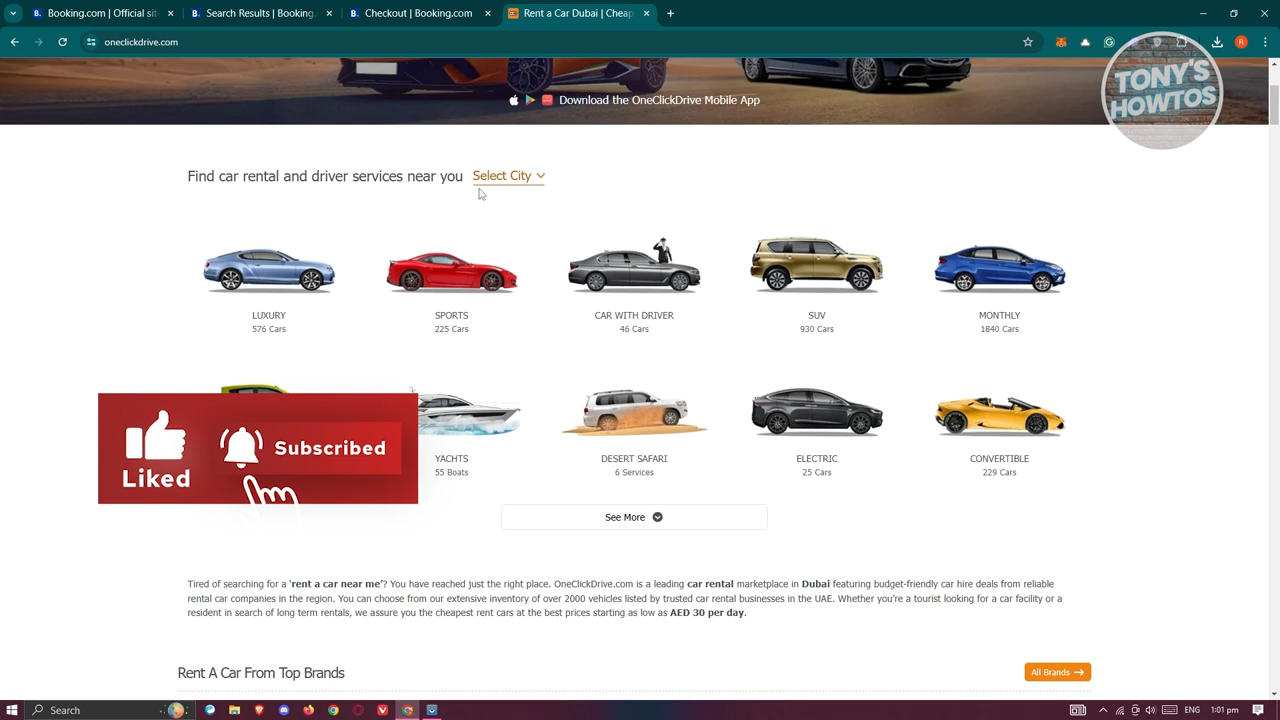 Booking.com | Official sit
Search Results | Booking.
Booking.com | Checkout
Rent a Car Dubai | Cheap
oneclickdrive.com
R
TONY'S
HOWTOS
Download the OneClickDrive Mobile App
Find car rental and driver services near you Select City
LUXURY
576 Cars
SPORTS
225 Cars
CAR WITH DRIVER
46 Cars
SUV
930 Cars
MONTHLY
1840 Cars
Liked
Subscribed
YACHTS
55 Boats
DESERT SAFARI
6 Services
ELECTRIC
25 Cars
CONVERTIBLE
229 Cars
See More
Tired of searching for a 'rent a car near me'? You have reached just the right place. OneClickDrive.com is a leading car rental marketplace in Dubai featuring budget-friendly car hire deals from reliable
rental car companies in the region. You can choose from our extensive inventory of over 2000 vehicles listed by trusted car rental businesses in the UAE. Whether you're a tourist looking for a car facility or a
resident in search of long term rentals, we assure you the cheapest rent cars at the best prices starting as low as AED 30 per day.
Rent A Car From Top Brands
All Brands
Search
ENG
1:01 pm